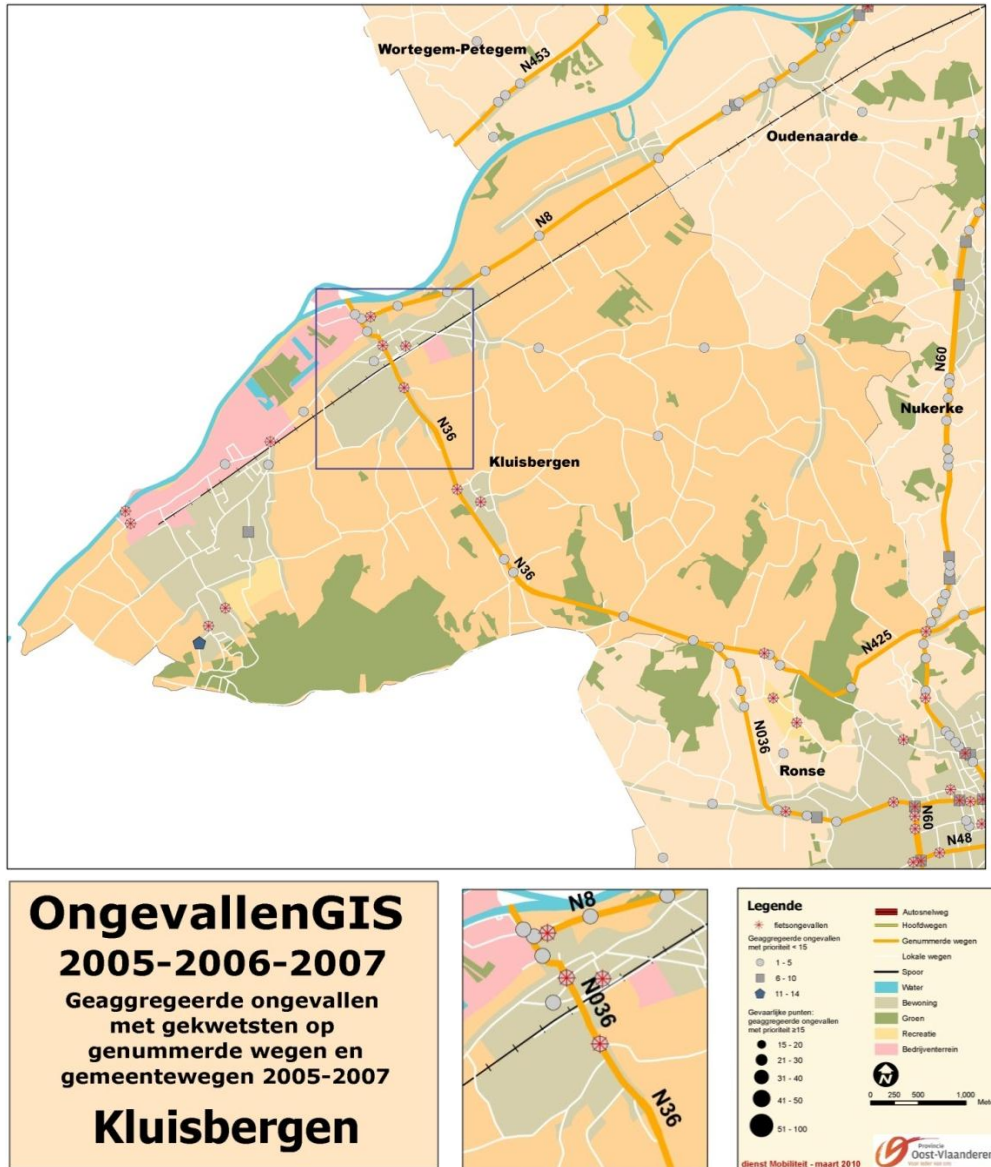 Wortegem-Petegem
N453
Oudenaarde
N8
N60
Nukerke
N36
Kluisbergen
N36
N425
N036
Ronse
N60
N48
OngevallenGIS
2005-2006-2007
Geaggregeerde ongevallen
met gekwetsten op
genummerde wegen en
gemeentewegen 2005-2007
Kluisbergen
N8
N036
N36
Legende
fietsongevallen
Geaggregeerde ongevallen
met prioriteit < 15
1 - 5
6 - 10
11 - 14
Gevaarlijke punten:
geaggregeerde ongevallen
met prioriteit ≥15
15 - 20
21 - 30
31 - 40
41 - 50
51 - 100
Autosnelweg
Hoofdwegen
Genummerde wegen
Lokale wegen
Spoor
Water
Bewoning
Groen
Recreatie
Bedrijventerrein
N
0 250 500 1,000
Mete
dienst Mobiliteit - maart 2010
Provincie
Oost-Vlaanderen